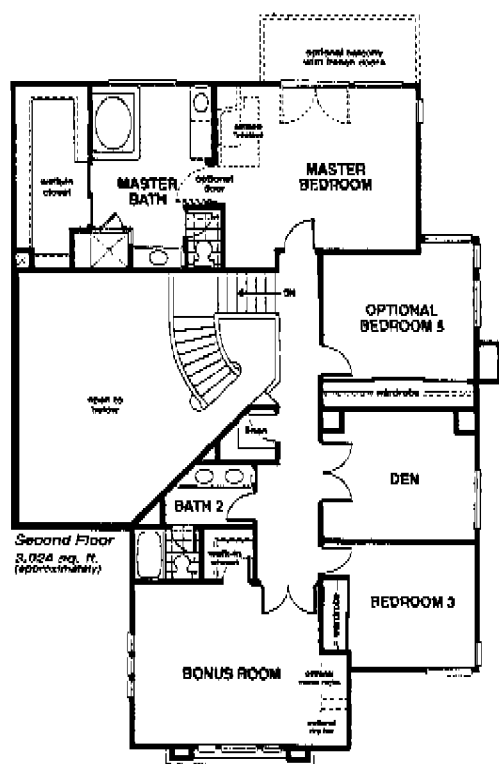 optional balcony
with french doors
MASTER
BEDROOM
optional
door
MASTER
BATH
walk-in
closet
DN
OPTIONAL
BEDROOM 5
wardrobe
open to
below
linen
DEN
BATH 2
Second Floor
3,024 sq. ft.
(approximately)
walk-in
closet
wardrobe
BEDROOM 3
BONUS ROOM
optional
optional